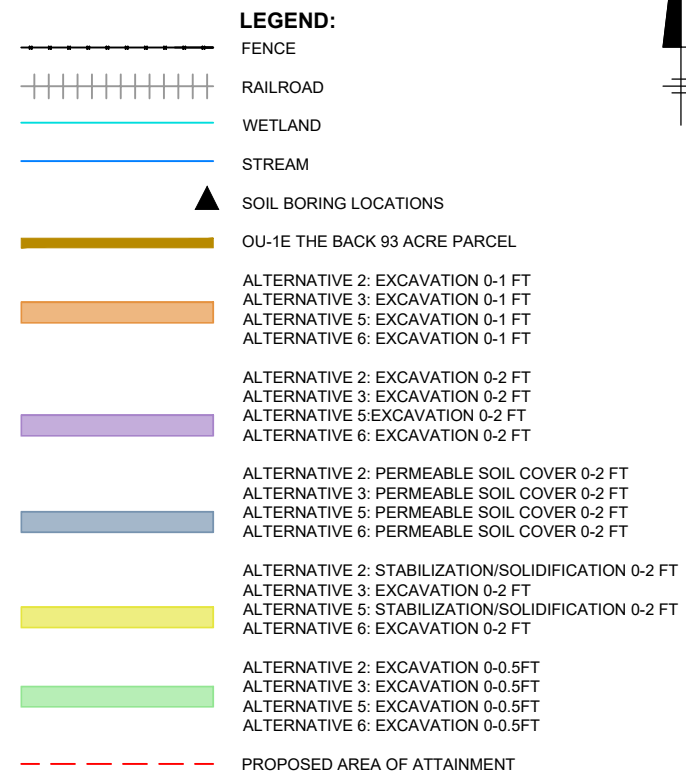 LEGEND:
FENCE
RAILROAD
WETLAND
STREAM
SOIL BORING LOCATIONS
OU-1E THE BACK 93 ACRE PARCEL
ALTERNATIVE 2: EXCAVATION 0-1 FT
ALTERNATIVE 3: EXCAVATION 0-1 FT
ALTERNATIVE 5: EXCAVATION 0-1 FT
ALTERNATIVE 6: EXCAVATION 0-1 FT
ALTERNATIVE 2: EXCAVATION 0-2 FT
ALTERNATIVE 3: EXCAVATION 0-2 FT
ALTERNATIVE 5:EXCAVATION 0-2 FT
ALTERNATIVE 6: EXCAVATION 0-2 FT
ALTERNATIVE 2: PERMEABLE SOIL COVER 0-2 FT
ALTERNATIVE 3: PERMEABLE SOIL COVER 0-2 FT
ALTERNATIVE 5: PERMEABLE SOIL COVER 0-2 FT
ALTERNATIVE 6: PERMEABLE SOIL COVER 0-2 FT
ALTERNATIVE 2: STABILIZATION/SOLIDIFICATION 0-2 FT
ALTERNATIVE 3: EXCAVATION 0-2 FT
ALTERNATIVE 5: STABILIZATION/SOLIDIFICATION 0-2 FT
ALTERNATIVE 6: EXCAVATION 0-2 FT
ALTERNATIVE 2: EXCAVATION 0-0.5FT
ALTERNATIVE 3: EXCAVATION 0-0.5FT
ALTERNATIVE 5: EXCAVATION 0-0.5FT
ALTERNATIVE 6: EXCAVATION 0-0.5FT
PROPOSED AREA OF ATTAINMENT